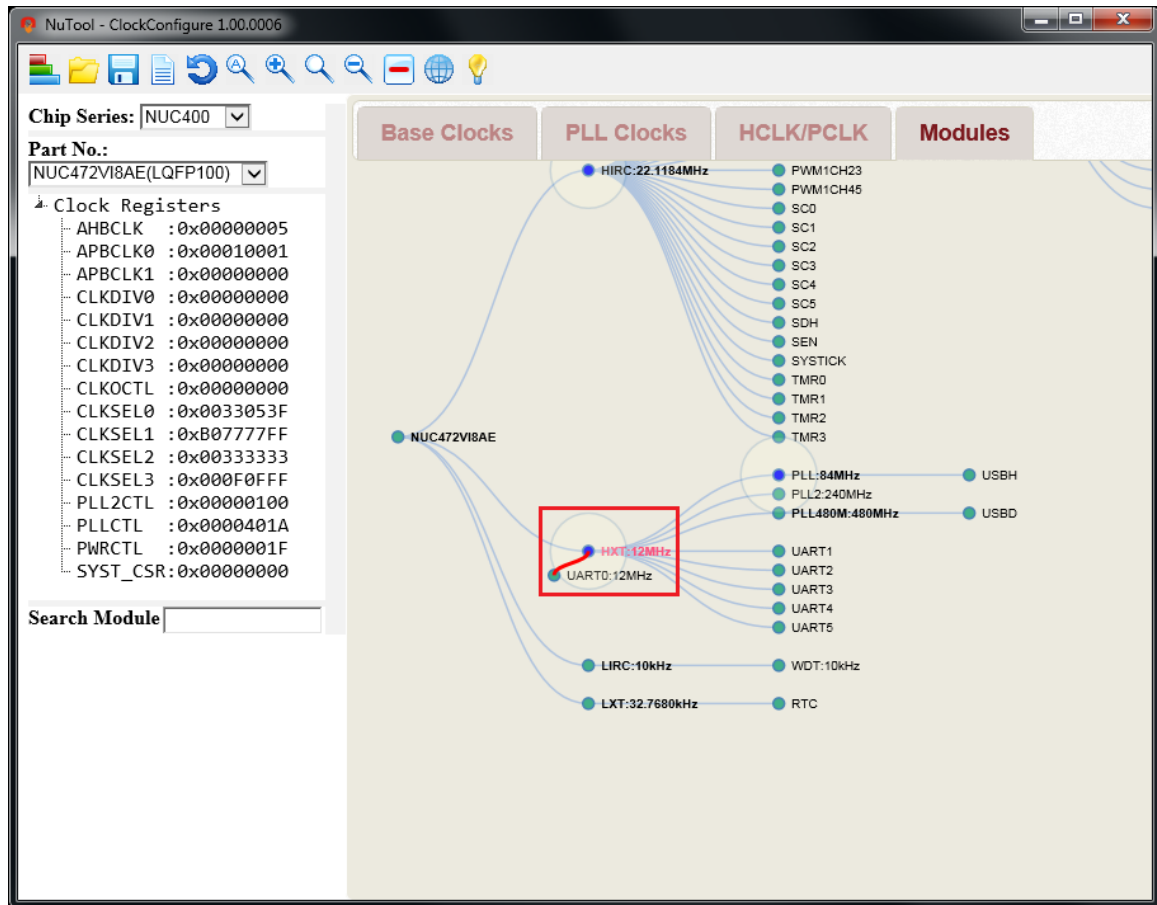 NuTool - ClockConfigure 1.00.0006
Chip Series: NUC400
Part No.:
NUC472VI8AE(LQFP100)
Clock Registers
AHBCLK :0x00000005
APBCLK0 :0x00010001
APBCLK1 :0x00000000
CLKDIV0 :0x00000000
CLKDIV1 :0x00000000
CLKDIV2 :0x00000000
CLKDIV3 :0x00000000
CLKOCTL :0x00000000
CLKSEL0 :0x0033053F
CLKSEL1 :0xB07777FF
CLKSEL2 :0x00333333
CLKSEL3 :0x000F0FFF
PLL2CTL :0x00000100
PLLCTL :0x0000401A
PWRCTL :0x0000001F
SYST_CSR:0x00000000
Search Module
Base Clocks PLL Clocks HCLK/PCLK Modules
HIRC:22.1184MHz PWM1CH23
PWM1CH45
SC0
SC1
SC2
SC3
SC4
SC5
SDH
SEN
SYSTICK
TMR0
TMR1
TMR2
NUC472VI8AE TMR3
PLL:84MHz USBH
PLL2:240MHz
PLL480M:480MHz USBD
HXT:12MHz UART1
UART0:12MHz UART2
UART3
UART4
UART5
LIRC:10kHz WDT:10kHz
LXT:32.7680kHz RTC